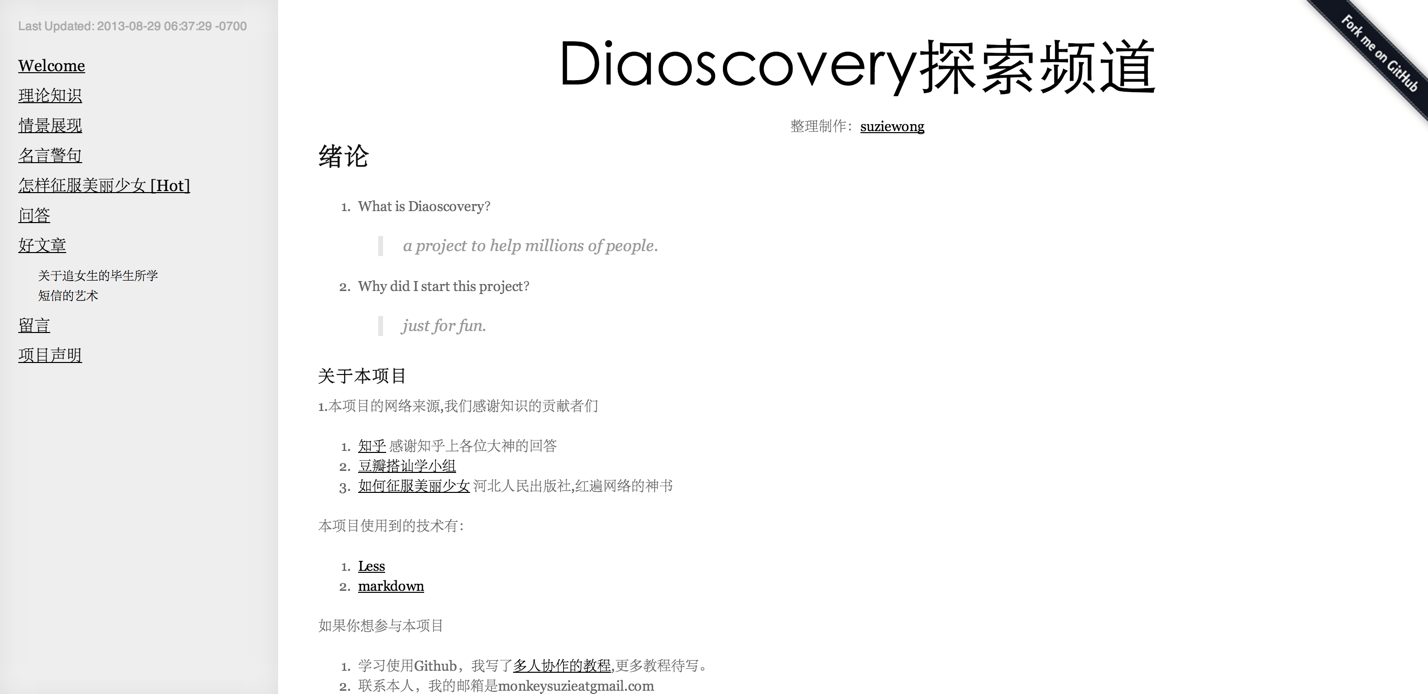 Last Updated: 2013-08-29 06:37:29 -0700
Welcome
理论知识
情景展现
名言警句
怎样征服美丽少女 [Hot]
问答
好文章
关于追女生的毕生所学
短信的艺术
留言
项目声明
Fork me on GitHub
Diaoscovery探索频道
整理制作：suziewong
绪论
1. What is Diaoscovery?
a project to help millions of people.
2. Why did I start this project?
just for fun.
关于本项目
1.本项目的网络来源,我们感谢知识的贡献者们
1. 知乎 感谢知乎上各位大神的回答
2. 豆瓣搭讪学小组
3. 如何征服美丽少女 河北人民出版社,红遍网络的神书
本项目使用到的技术有：
1. Less
2. markdown
如果你想参与本项目
1. 学习使用Github，我写了多人协作的教程,更多教程待写。
2. 联系本人，我的邮箱是monkeysuzieatgmail.com